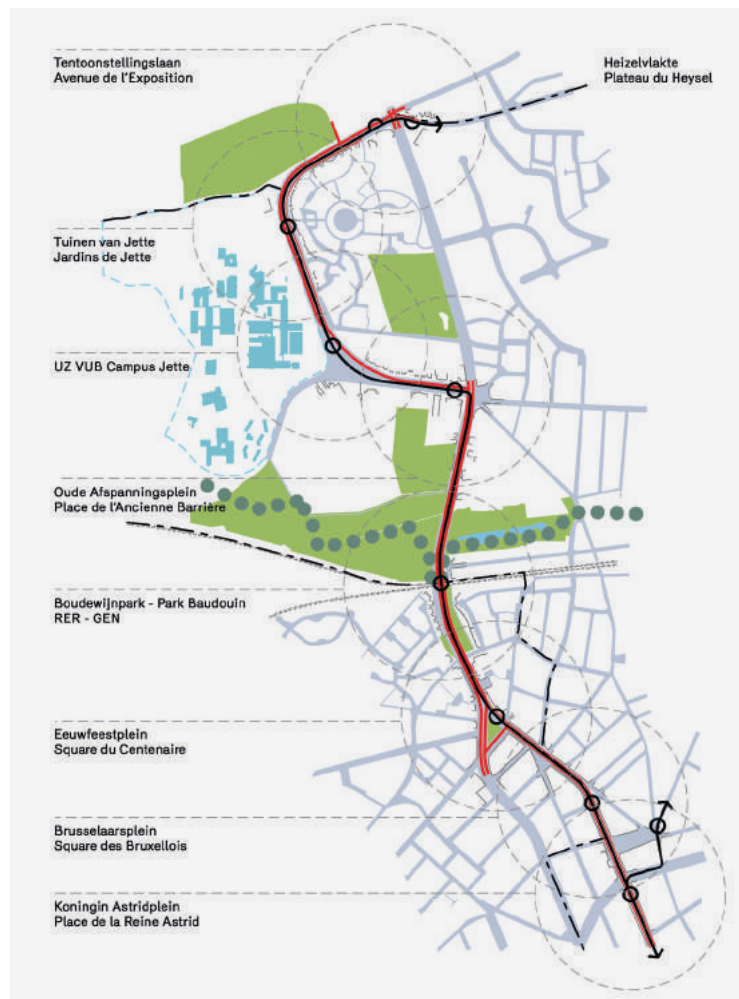 Tentoonstellingslaan
Avenue de l'Exposition
Heizelvlakte
Plateau du Heysel
Tuinen van Jette
Jardins de Jette
UZ VUB Campus Jette
Oude Afspanningsplein
Place de l'Ancienne Barrière
Boudewijnpark - Park Baudouin
RER - GEN
Eeuwfeestplein
Square du Centenaire
Brusselaarsplein
Square des Bruxellois
Koningin Astridplein
Place de la Reine Astrid